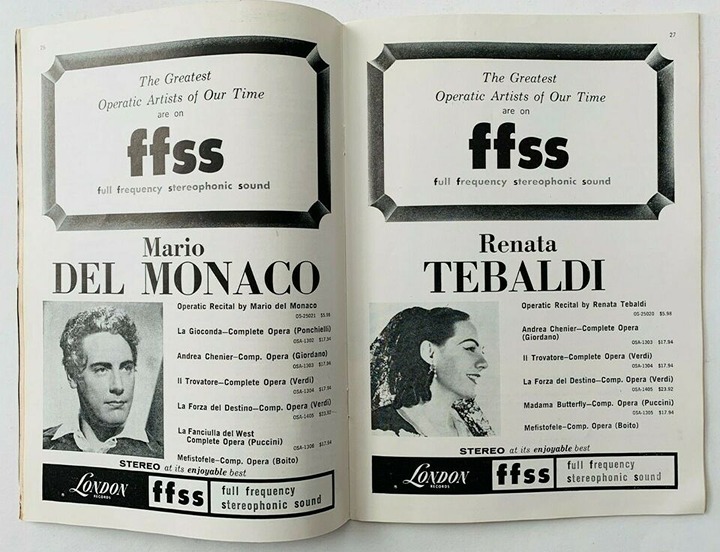 26
The Greatest
Operatic Artists of Our Time
are on
ffss
full frequency stereophonic sound
Mario
DEL MONACO
Operatic Recital by Mario del Monaco
OS-25021 $5.98
La Gioconda—Complete Opera (Ponchielli)
OSA-1302 $17.94
Andrea Chenier—Comp. Opera (Giordano)
OSA-1303 $17.94
Il Trovatore—Complete Opera (Verdi)
OSA-1304 $17.94
La Forza del Destino—Comp. Opera (Verdi)
OSA-1405 $23.92
La Fanciulla del West
Complete Opera (Puccini)
OSA-1306 $17.94
Mefistofele—Comp. Opera (Boito)
STEREO at its enjoyable best
LONDON
RECORDS
ffss
full frequency
stereophonic sound
27
The Greatest
Operatic Artists of Our Time
are on
ffss
full frequency stereophonic sound
Renata
TEBALDI
Operatic Recital by Renata Tebaldi
OS-25020 $5.98
Andrea Chenier—Complete Opera
(Giordano)
OSA-1303 $17.94
Il Trovatore—Complete Opera (Verdi)
OSA-1304 $17.94
La Forza del Destino—Comp. Opera (Verdi)
OSA-1405 $23.92
Madama Butterfly—Comp. Opera (Puccini)
OSA-1305 $17.94
Mefistofele—Comp. Opera (Boito)
STEREO at its enjoyable best
LONDON
RECORDS
ffss
full frequency
stereophonic sound